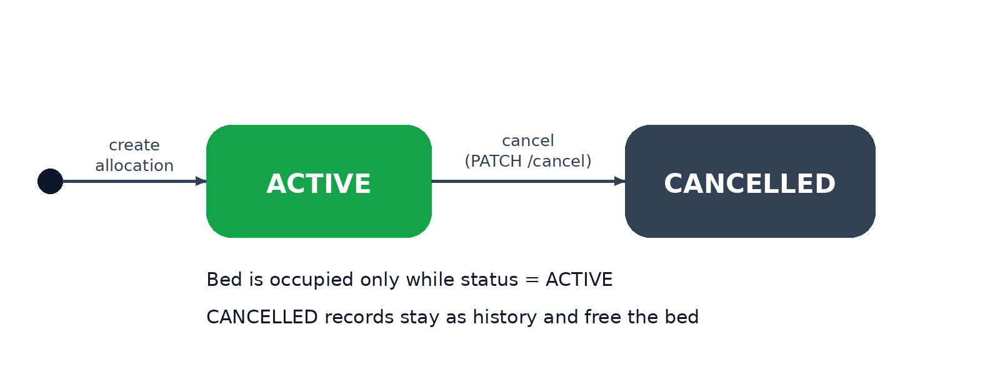 create
allocation
ACTIVE
cancel
(PATCH /cancel)
CANCELLED
Bed is occupied only while status = ACTIVE
CANCELLED records stay as history and free the bed